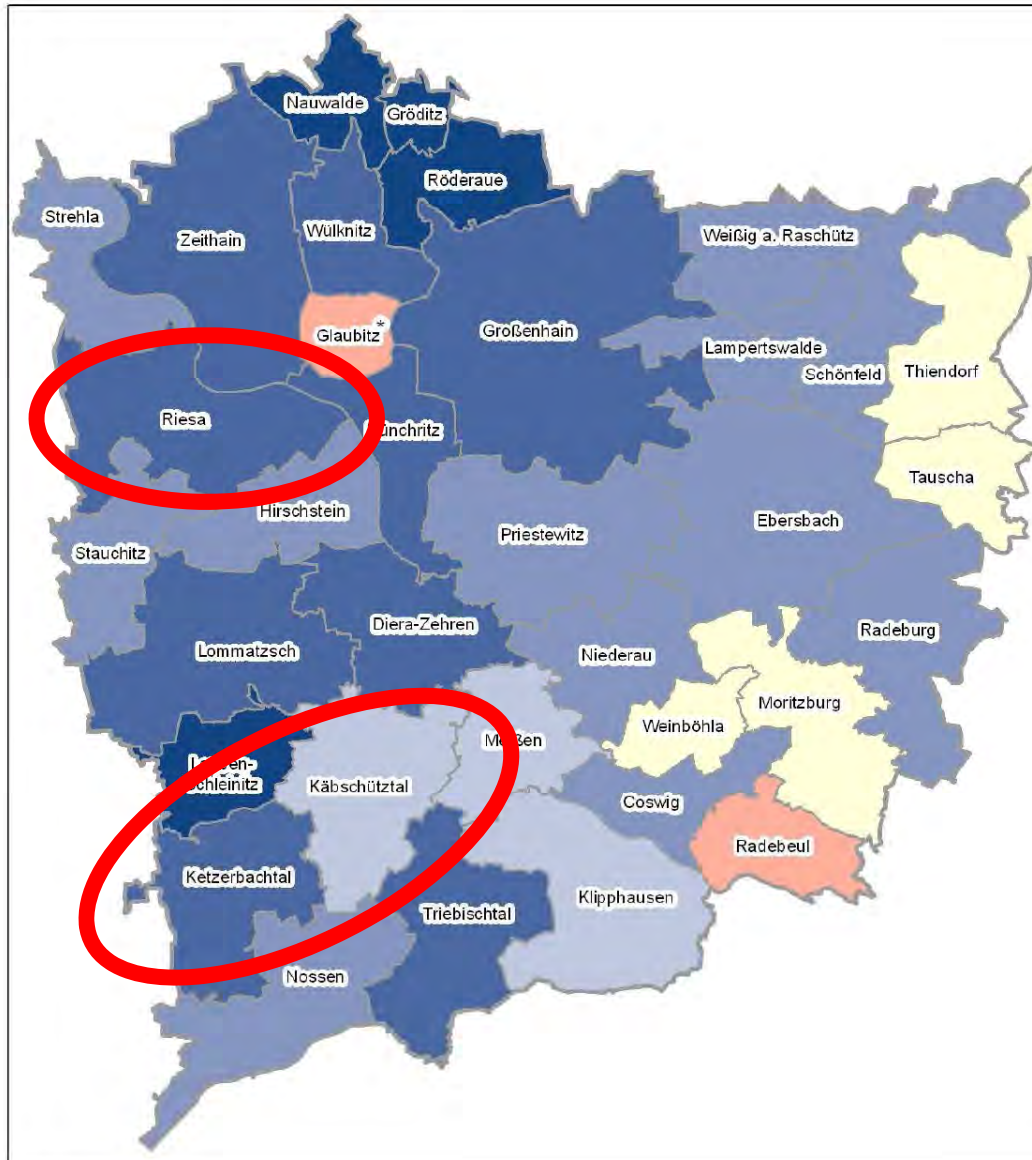 Nauwalde
Gröditz
Röderaue
Strehla
Zeithain
Wülknitz
Weißig a. Raschütz
Glaubitz*
Großenhain
Lampertswalde
Schönfeld
Thiendorf
Riesa
ünchritz
Tauscha
Hirschstein
Priestewitz
Ebersbach
Stauchitz
Diera-Zehren
Lommatzsch
Niederau
Radeburg
Moritzburg
Weinböhla
Käbschütztal
Coswig
Radebeul
Ketzerbachtal
Klipphausen
Triebischtal
Nossen